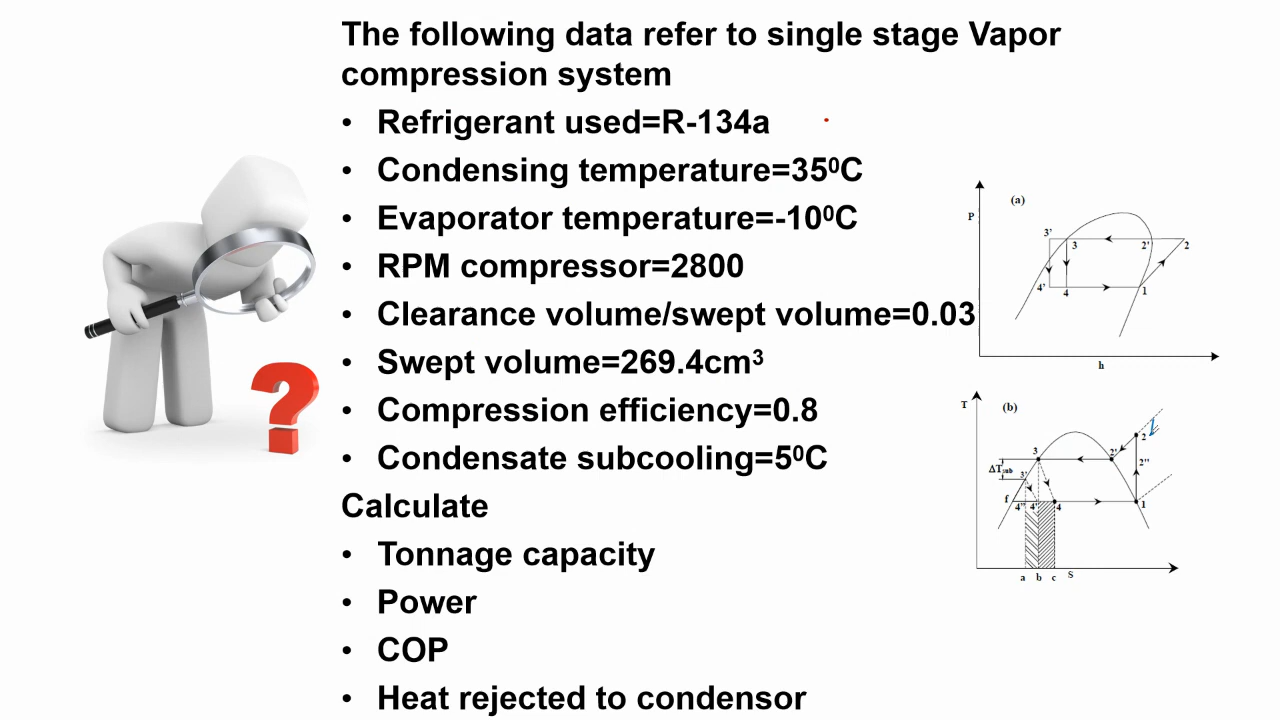 The following data refer to single stage Vapor
compression system
• Refrigerant used=R-134a
• Condensing temperature=35⁰C
• Evaporator temperature=-10⁰C
• RPM compressor=2800
• Clearance volume/swept volume=0.03
• Swept volume=269.4cm³
• Compression efficiency=0.8
• Condensate subcooling=5⁰C
Calculate
• Tonnage capacity
• Power
• COP
• Heat rejected to condensor
(a)
P
3' 3 2' 2
4' 4 1
h
(b)
T
3 2' 2
ΔTsub 3' 2"
f 4" 4' 4 1
a b c S